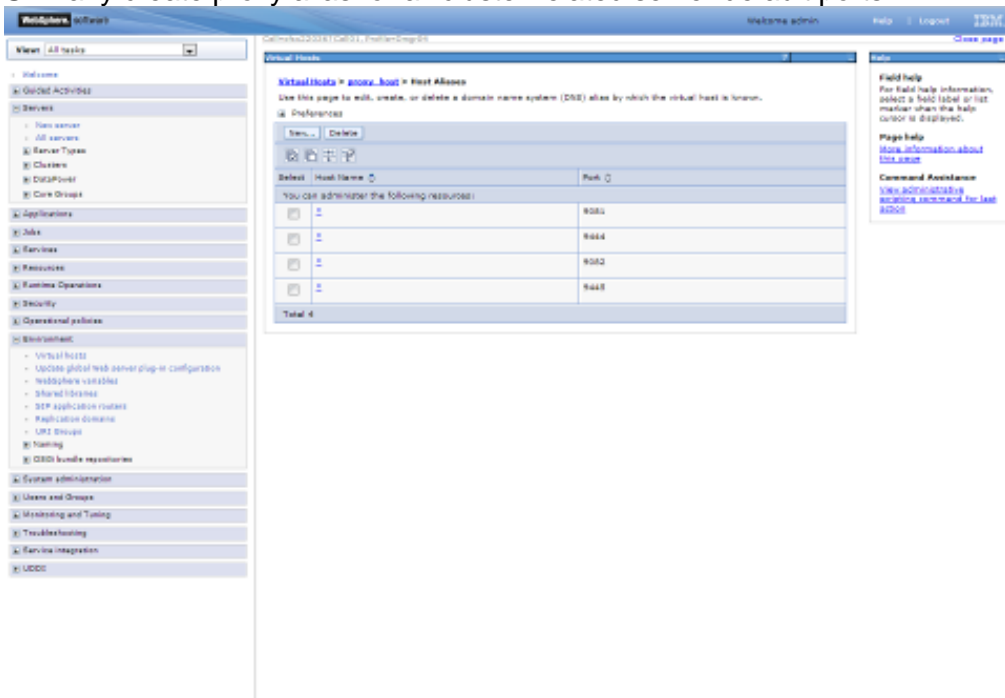 WebSphere. software
Welcome admin
Help | Logout
View: All tasks
Welcome
Guided Activities
Servers
New server
All servers
Server Types
Clusters
DataPower
Core Groups
Applications
Jobs
Services
Resources
Runtime Operations
Security
Operational policies
Environment
Virtual hosts
Update global Web server plug-in configuration
WebSphere variables
Shared libraries
SIP application routers
Replication domains
URI Groups
Naming
OSGi bundle repositories
System administration
Users and Groups
Monitoring and Tuning
Troubleshooting
Service integration
UDDI
Close page
Virtual Hosts
Virtual Hosts > proxy_host > Host Aliases
Use this page to edit, create, or delete a domain name system (DNS) alias by which the virtual host is known.
Preferences
New... Delete
Select Host Name Port
You can administer the following resources:
*
*
* 9082
*
Total 4
Help
Field help
For field help information,
select a field label or list
marker when the help
cursor is displayed.
Page help
More information about
this page
Command Assistance
View administrative
scripting command for last
action